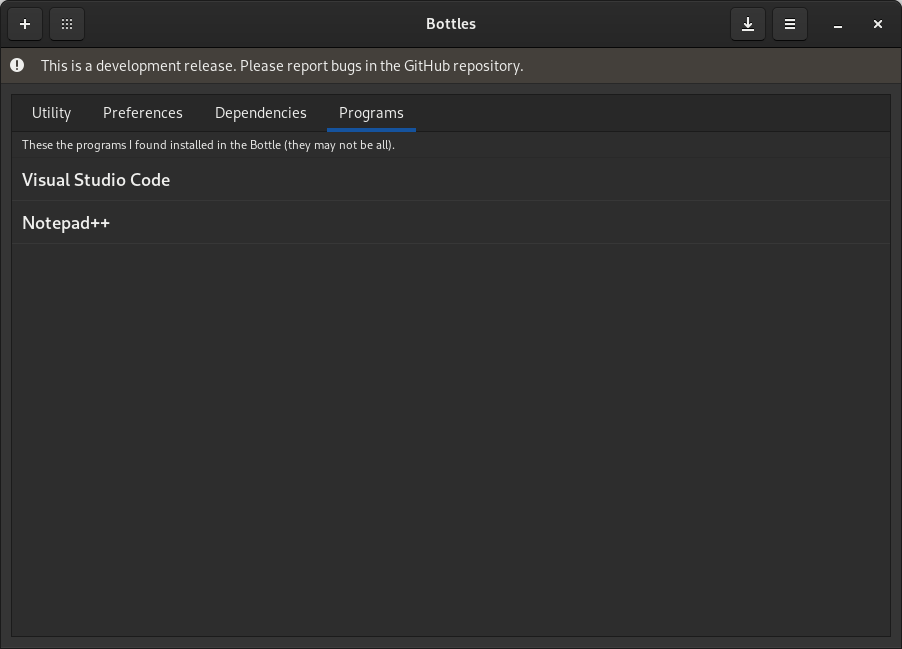 Bottles
This is a development release. Please report bugs in the GitHub repository.
Utility Preferences Dependencies Programs
These the programs I found installed in the Bottle (they may not be all).
Visual Studio Code
Notepad++